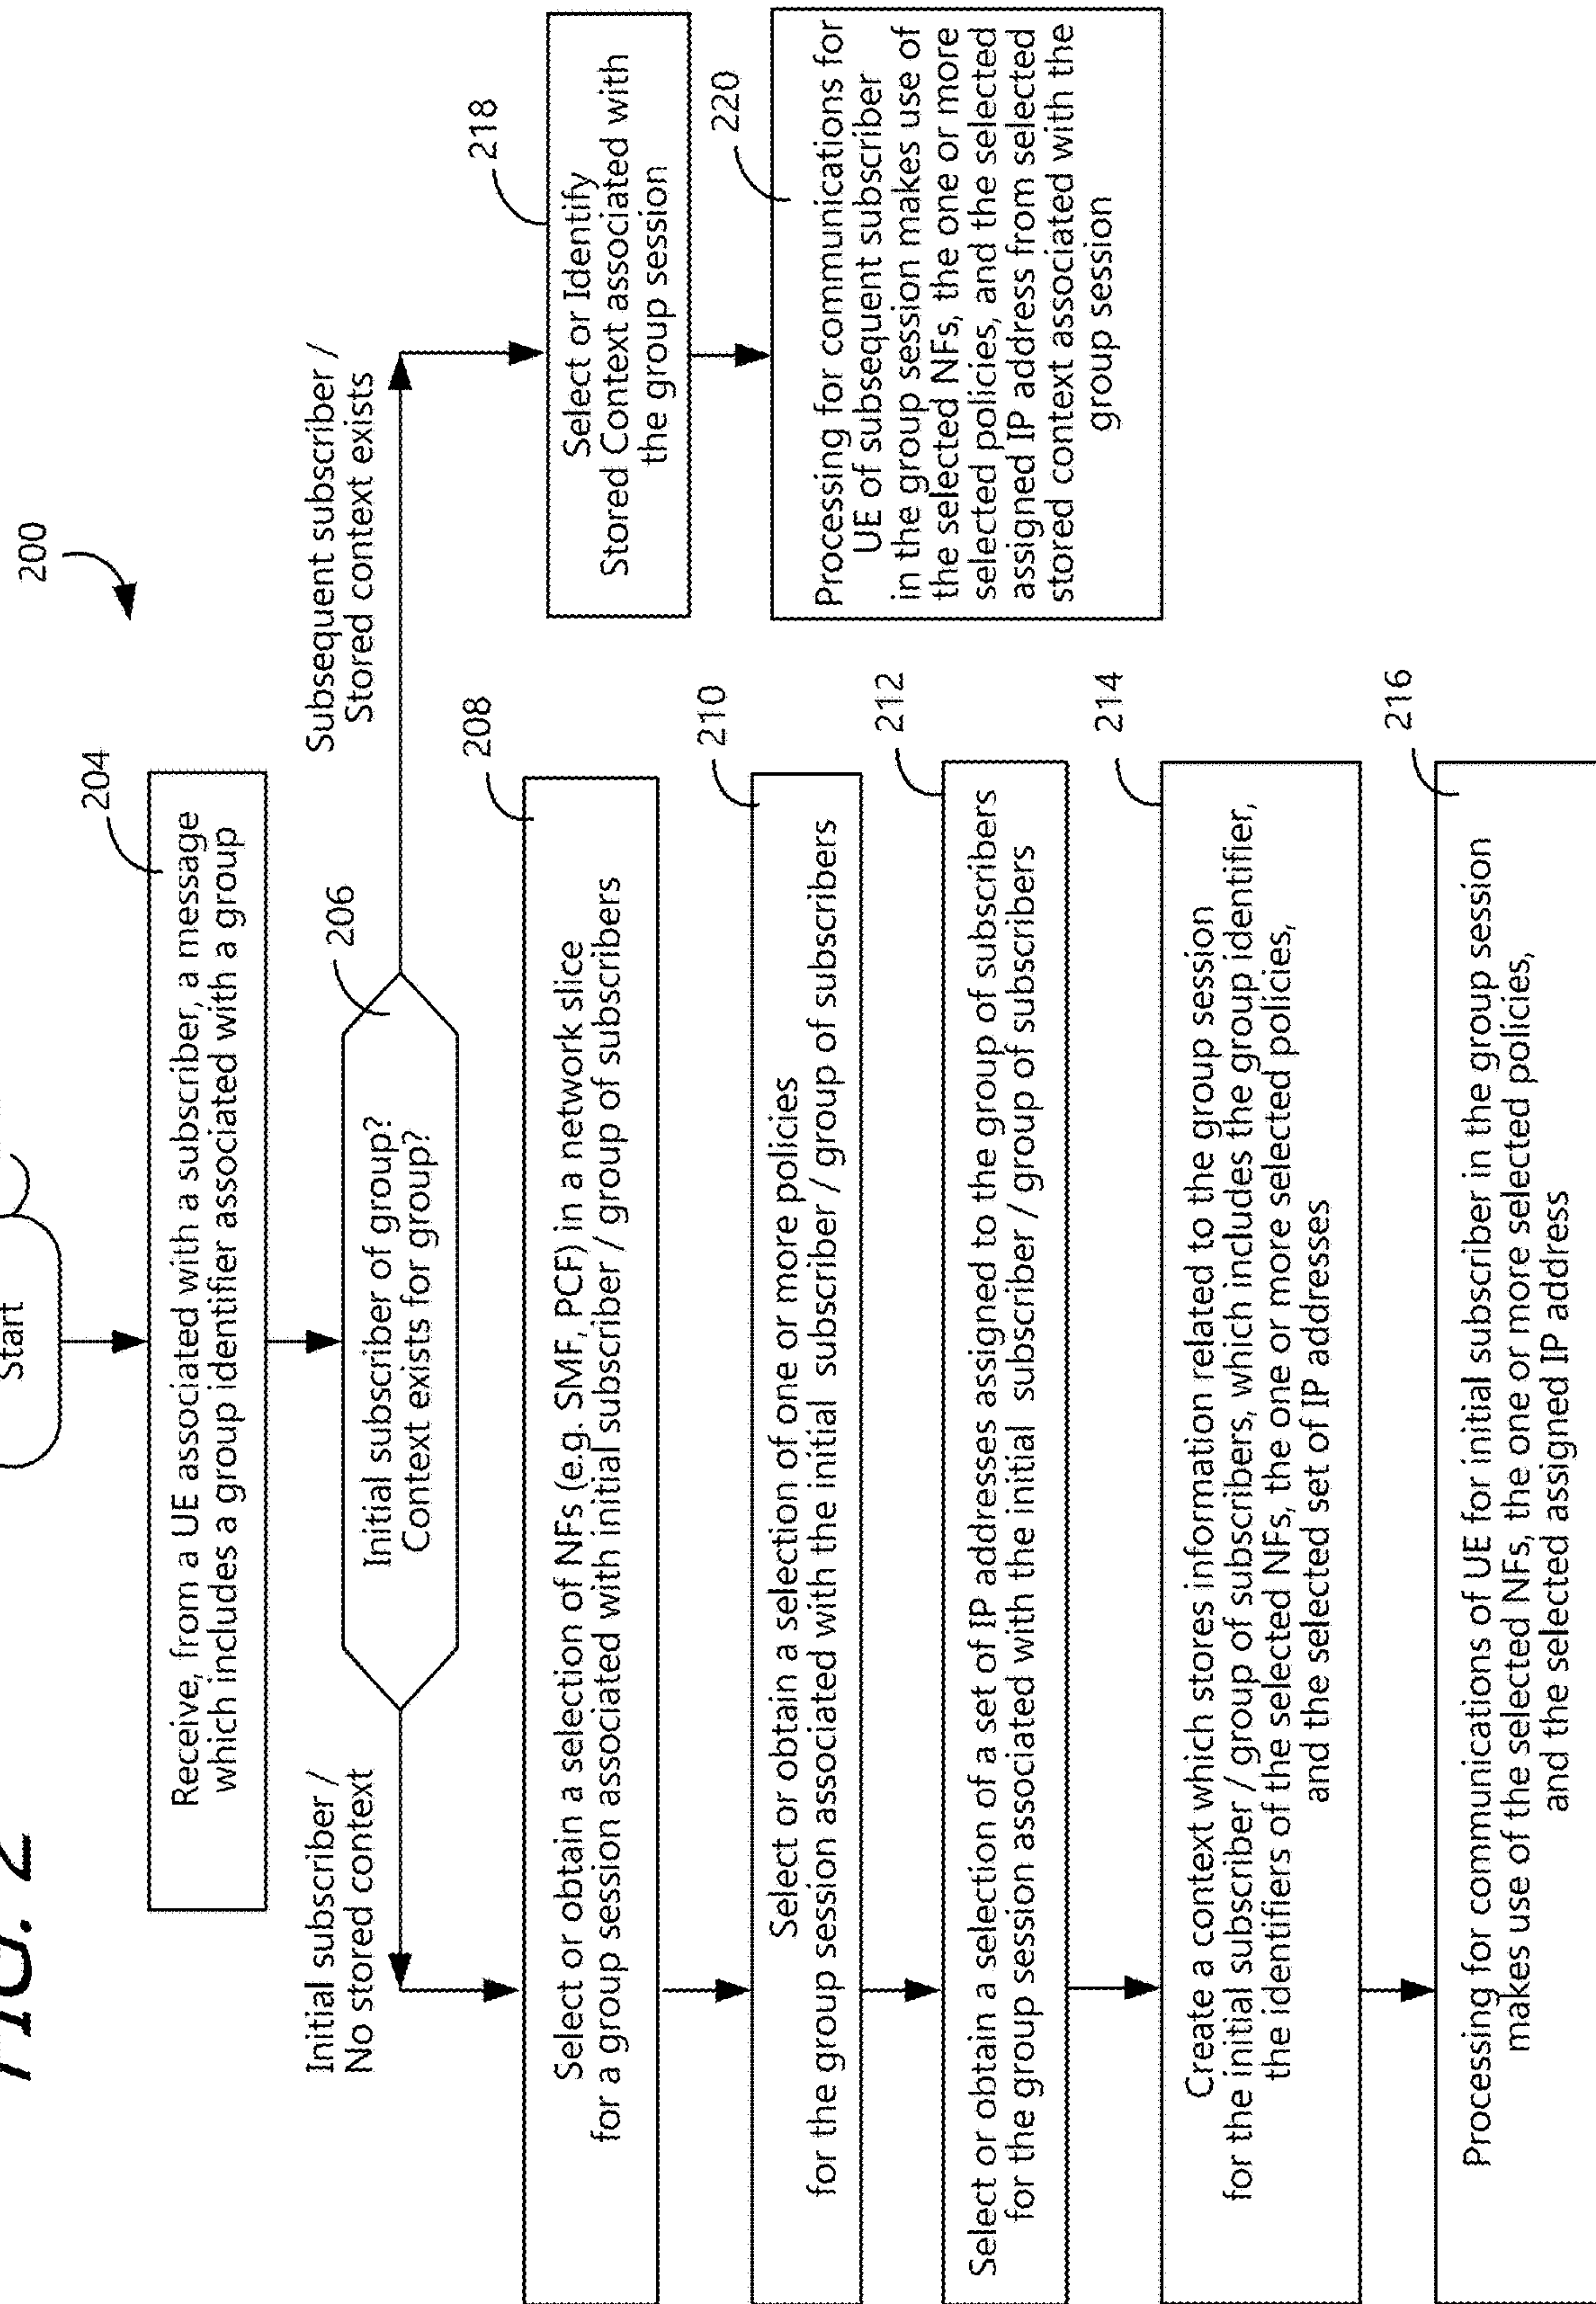 FIG. 2
200
Start
204
Receive, from a UE associated with a subscriber, a message
which includes a group identifier associated with a group
206
Initial subscriber of group?
Context exists for group?
Initial subscriber /
No stored context
Subsequent subscriber /
Stored context exists
208
Select or obtain a selection of NFs (e.g. SMF, PCF) in a network slice
for a group session associated with initial subscriber / group of subscribers
210
Select or obtain a selection of one or more policies
for the group session associated with the initial subscriber / group of subscribers
212
Select or obtain a selection of a set of IP addresses assigned to the group of subscribers
for the group session associated with the initial subscriber / group of subscribers
214
Create a context which stores information related to the group session
for the initial subscriber / group of subscribers, which includes the group identifier,
the identifiers of the selected NFs, the one or more selected policies,
and the selected set of IP addresses
216
Processing for communications of UE for initial subscriber in the group session
makes use of the selected NFs, the one or more selected policies,
and the selected assigned IP address
218
Select or Identify
Stored Context associated with
the group session
220
Processing for communications for
UE of subsequent subscriber
in the group session makes use of
the selected NFs, the one or more
selected policies, and the selected
assigned IP address from selected
stored context associated with the
group session